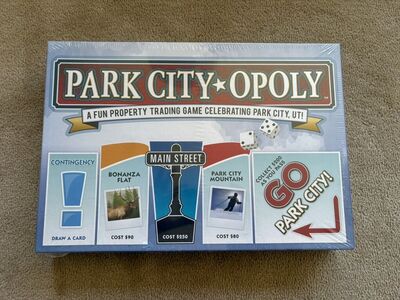 PARK CITY★OPOLY
A FUN PROPERTY TRADING GAME CELEBRATING PARK CITY, UT!
CONTINGENCY
!
DRAW A CARD
BONANZA
FLAT
COST $90
MAIN STREET
COST $250
PARK CITY
MOUNTAIN
COST $80
COLLECT $200
AS YOU PASS
GO
PARK CITY!